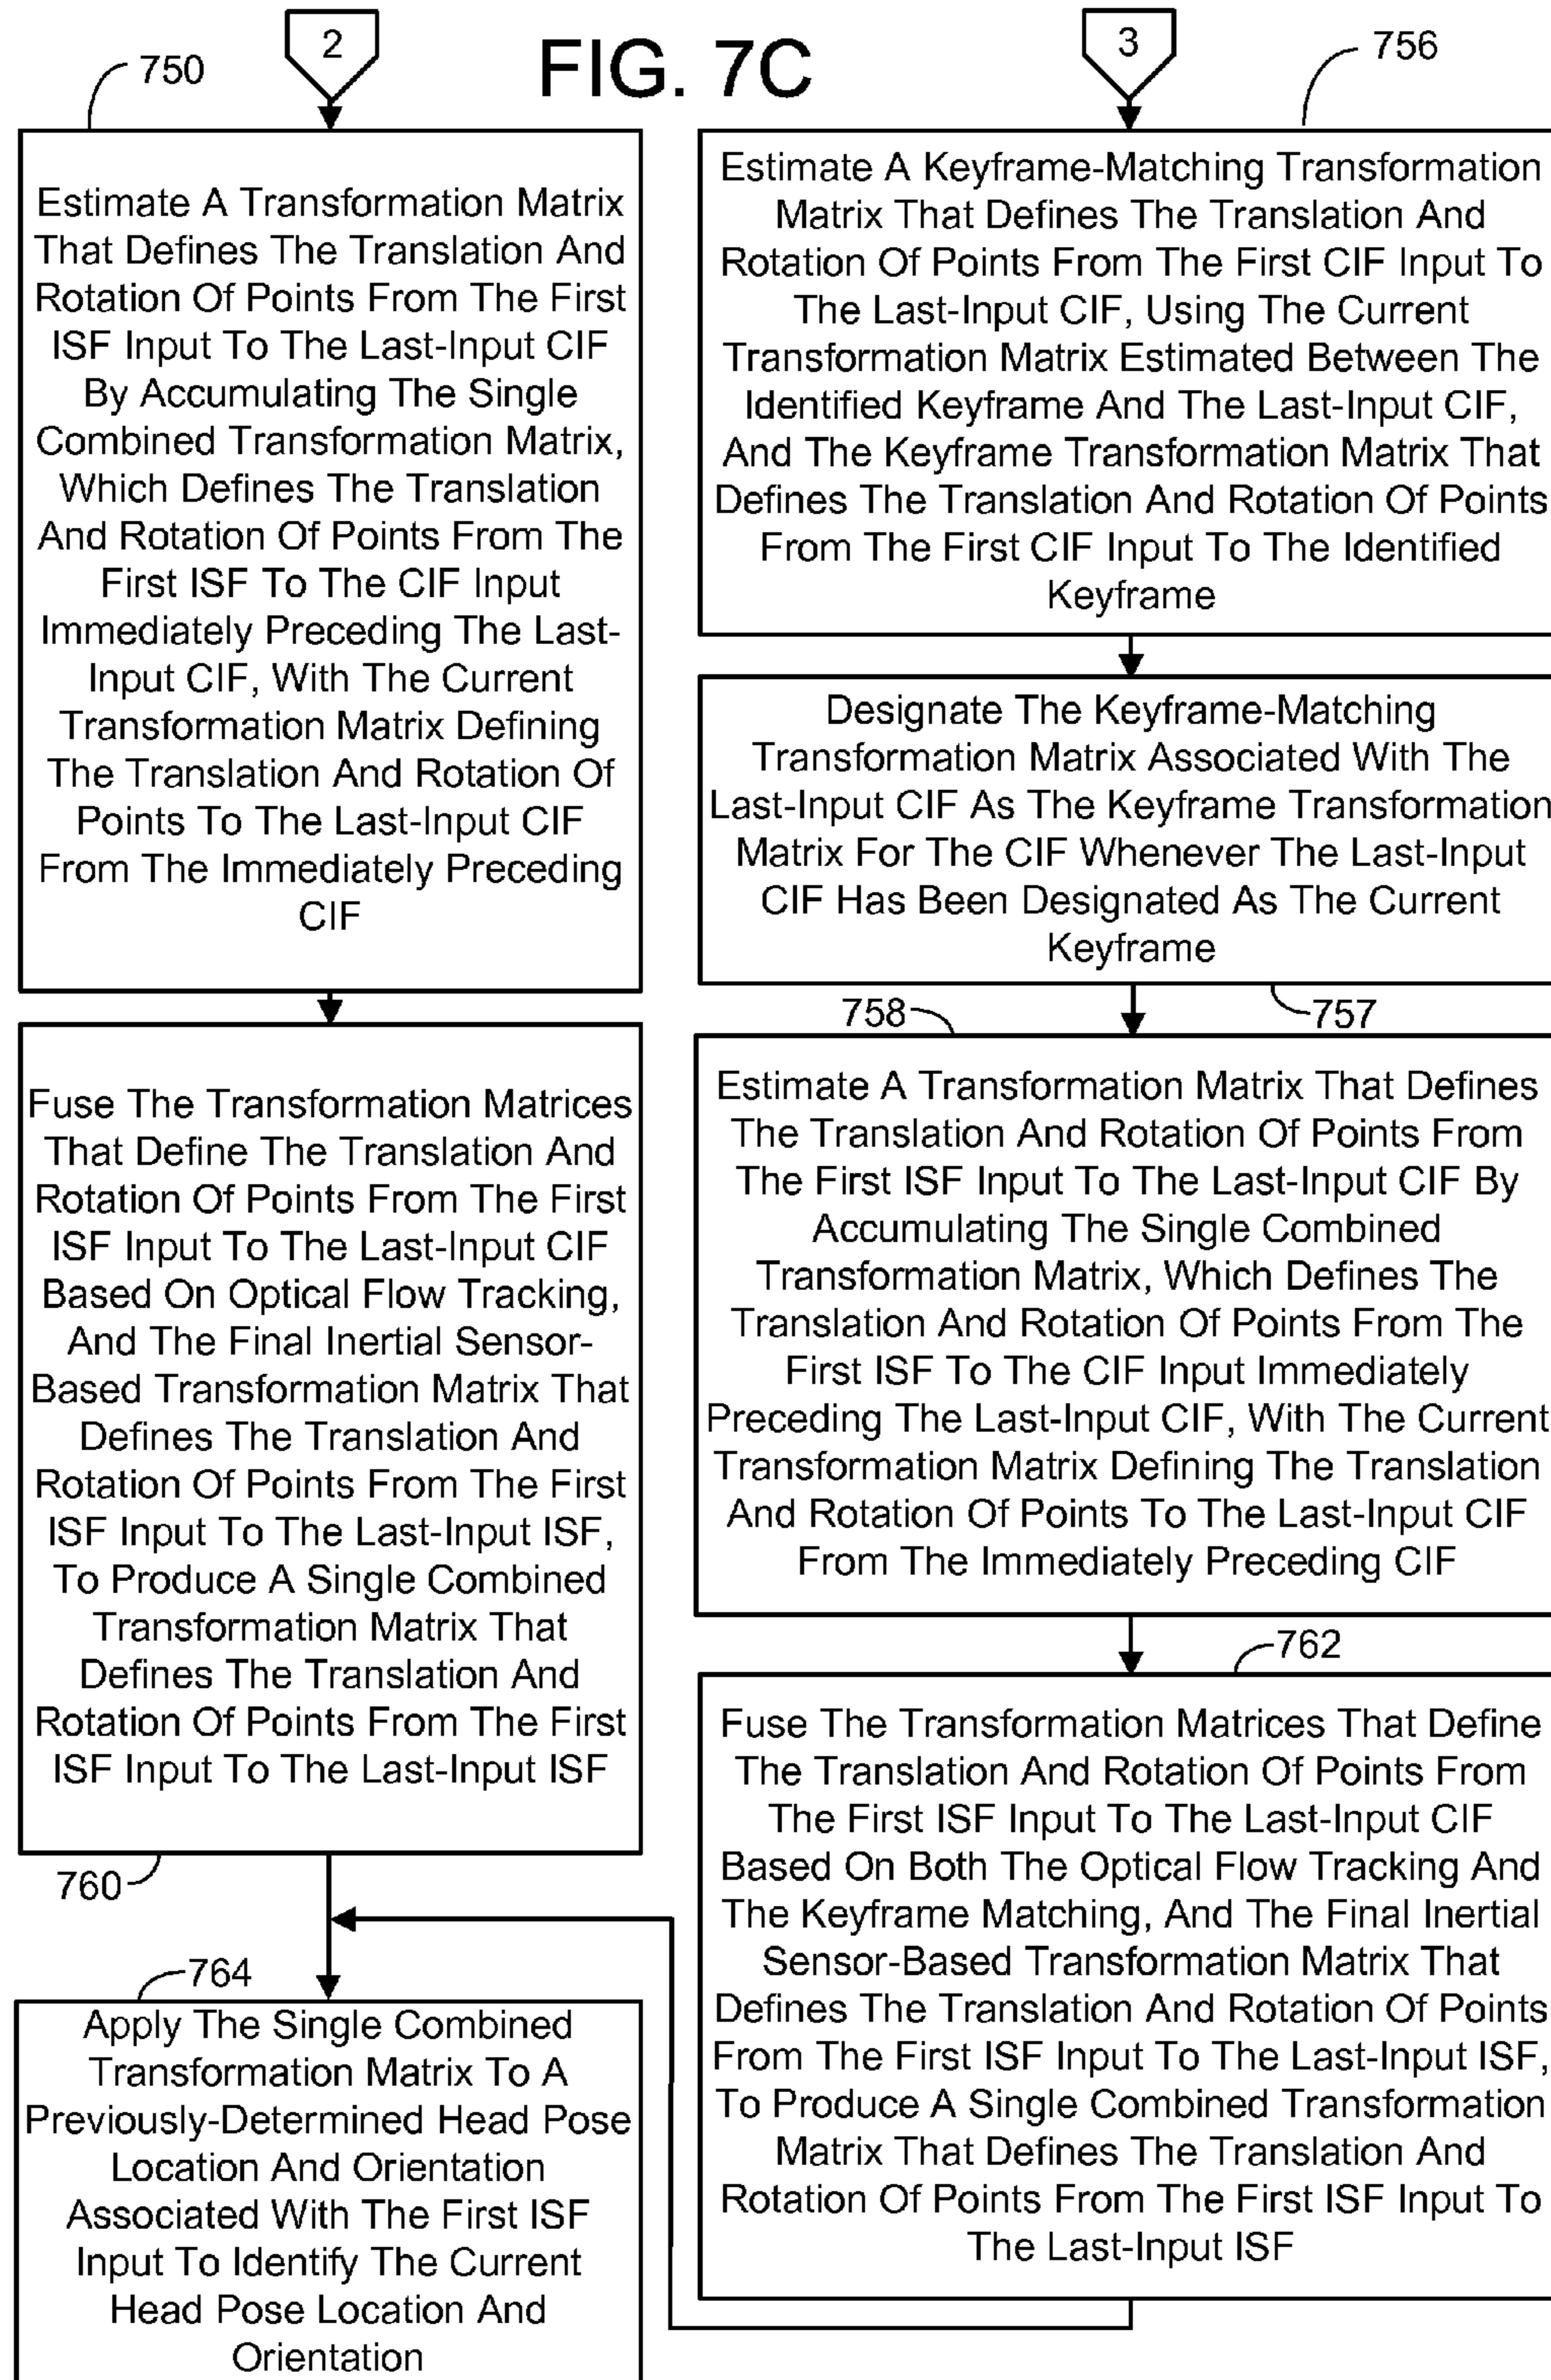 FIG. 7C
2
750
Estimate A Transformation Matrix
That Defines The Translation And
Rotation Of Points From The First
ISF Input To The Last-Input CIF
By Accumulating The Single
Combined Transformation Matrix,
Which Defines The Translation
And Rotation Of Points From The
First ISF To The CIF Input
Immediately Preceding The Last-
Input CIF, With The Current
Transformation Matrix Defining
The Translation And Rotation Of
Points To The Last-Input CIF
From The Immediately Preceding
CIF
Fuse The Transformation Matrices
That Define The Translation And
Rotation Of Points From The First
ISF Input To The Last-Input CIF
Based On Optical Flow Tracking,
And The Final Inertial Sensor-
Based Transformation Matrix That
Defines The Translation And
Rotation Of Points From The First
ISF Input To The Last-Input ISF,
To Produce A Single Combined
Transformation Matrix That
Defines The Translation And
Rotation Of Points From The First
ISF Input To The Last-Input ISF
760
764
Apply The Single Combined
Transformation Matrix To A
Previously-Determined Head Pose
Location And Orientation
Associated With The First ISF
Input To Identify The Current
Head Pose Location And
Orientation
3
756
Estimate A Keyframe-Matching Transformation
Matrix That Defines The Translation And
Rotation Of Points From The First CIF Input To
The Last-Input CIF, Using The Current
Transformation Matrix Estimated Between The
Identified Keyframe And The Last-Input CIF,
And The Keyframe Transformation Matrix That
Defines The Translation And Rotation Of Points
From The First CIF Input To The Identified
Keyframe
Designate The Keyframe-Matching
Transformation Matrix Associated With The
Last-Input CIF As The Keyframe Transformation
Matrix For The CIF Whenever The Last-Input
CIF Has Been Designated As The Current
Keyframe
757
758
Estimate A Transformation Matrix That Defines
The Translation And Rotation Of Points From
The First ISF Input To The Last-Input CIF By
Accumulating The Single Combined
Transformation Matrix, Which Defines The
Translation And Rotation Of Points From The
First ISF To The CIF Input Immediately
Preceding The Last-Input CIF, With The Current
Transformation Matrix Defining The Translation
And Rotation Of Points To The Last-Input CIF
From The Immediately Preceding CIF
762
Fuse The Transformation Matrices That Define
The Translation And Rotation Of Points From
The First ISF Input To The Last-Input CIF
Based On Both The Optical Flow Tracking And
The Keyframe Matching, And The Final Inertial
Sensor-Based Transformation Matrix That
Defines The Translation And Rotation Of Points
From The First ISF Input To The Last-Input ISF,
To Produce A Single Combined Transformation
Matrix That Defines The Translation And
Rotation Of Points From The First ISF Input To
The Last-Input ISF